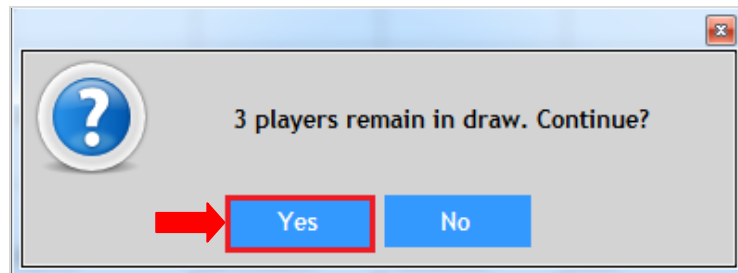 3 players remain in draw. Continue?
Yes
No